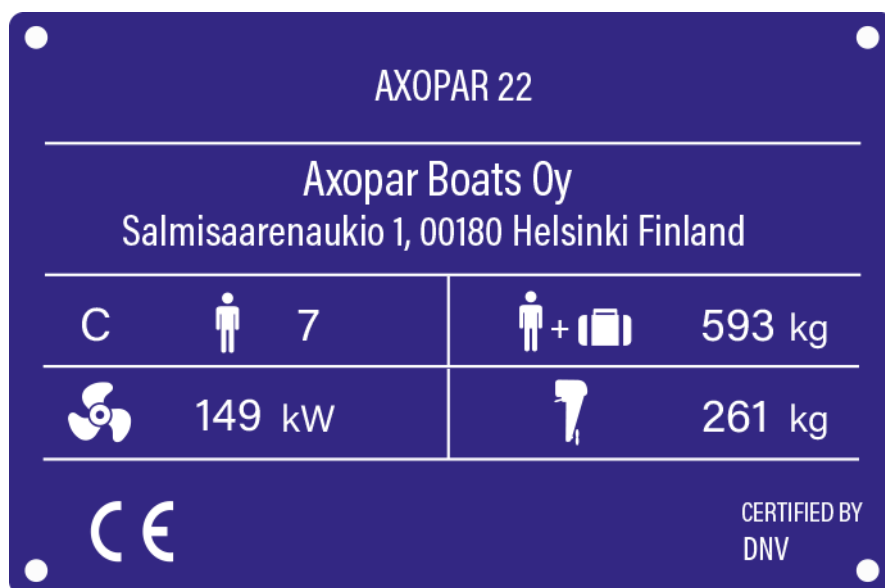 AXOPAR 22
Axopar Boats Oy
Salmisaarenaukio 1, 00180 Helsinki Finland
C 7 + 593 kg
149 kW 261 kg
CE
CERTIFIED BY
DNV